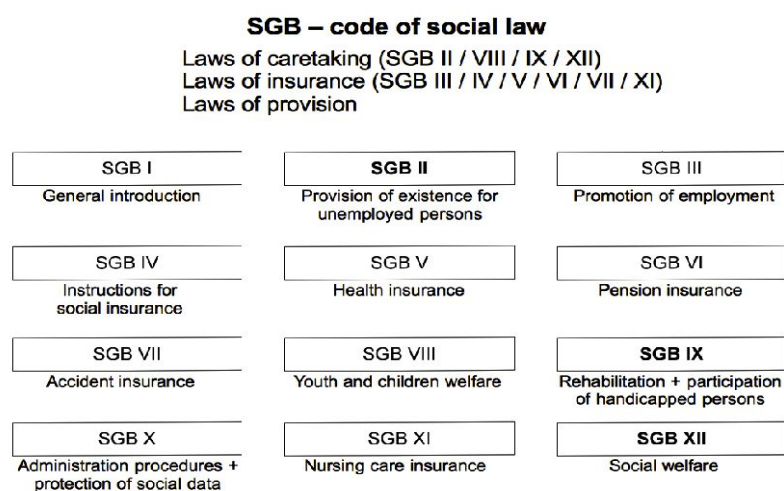 SGB – code of social law
Laws of caretaking (SGB II / VIII / IX / XII)
Laws of insurance (SGB III / IV / V / VI / VII / XI)
Laws of provision
SGB I
General introduction
SGB II
Provision of existence for
unemployed persons
SGB III
Promotion of employment
SGB IV
Instructions for
social insurance
SGB V
Health insurance
SGB VI
Pension insurance
SGB VII
Accident insurance
SGB VIII
Youth and children welfare
SGB IX
Rehabilitation + participation
of handicapped persons
SGB X
Administration procedures +
protection of social data
SGB XI
Nursing care insurance
SGB XII
Social welfare